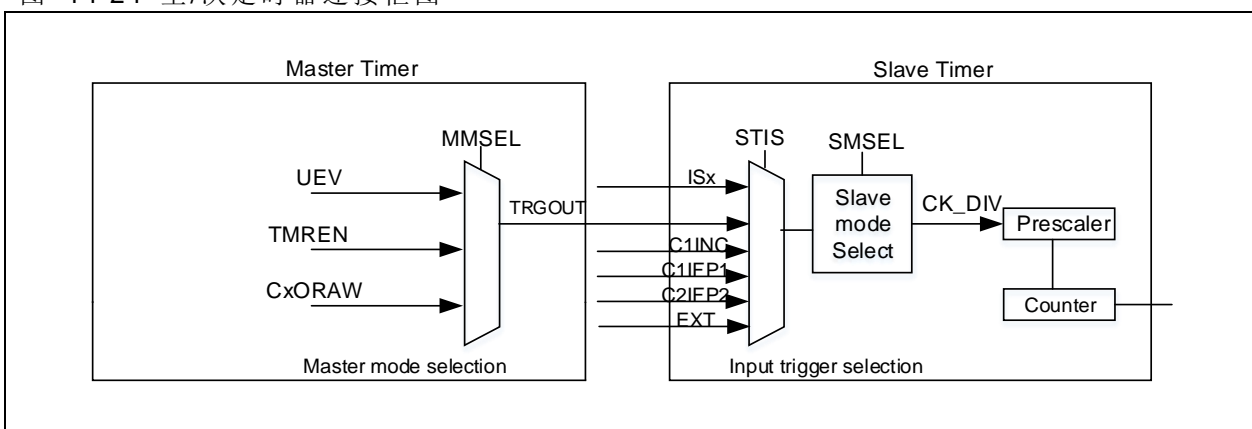 Master Timer
Slave Timer
MMSEL
STIS
SMSEL
UEV
ISx
TRGOUT
Slave
mode
Select
CK_DIV
Prescaler
TMREN
C1INC
C1IFP1
CxORAW
C2IFP2
EXT
Counter
Master mode selection
Input trigger selection